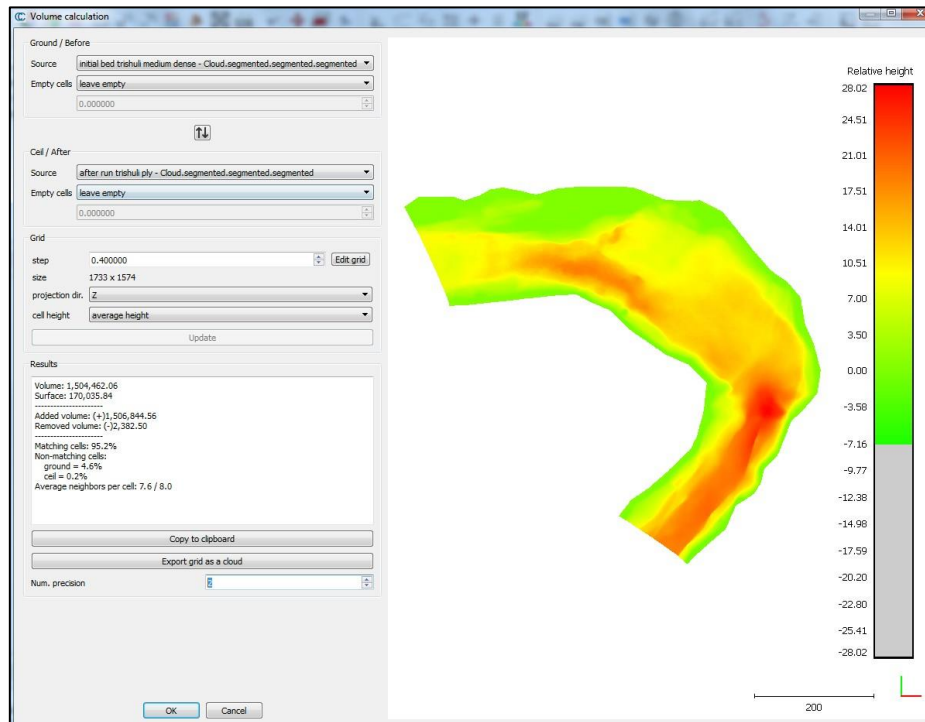 Volume calculation
Ground / Before
Source initial bed trishuli medium dense - Cloud.segmented.segmented.segmented
Empty cells leave empty
0.000000
Ceil / After
Source after run trishuli ply - Cloud.segmented.segmented.segmented
Empty cells leave empty
0.000000
Grid
step 0.400000 Edit grid
size 1733 x 1574
projection dir. Z
cell height average height
Update
Results
Volume: 1,504,462.06
Surface: 170,035.84
----------------------
Added volume: (+)1,506,844.56
Removed volume: (-)2,382.50
----------------------
Matching cells: 95.2%
Non-matching cells:
ground = 4.6%
ceil = 0.2%
Average neighbors per cell: 7.6 / 8.0
Copy to clipboard
Export grid as a cloud
Num. precision 2
OK Cancel
Relative height
28.02
24.51
21.01
17.51
14.01
10.51
7.00
3.50
0.00
-3.58
-7.16
-9.77
-12.38
-14.98
-17.59
-20.20
-22.80
-25.41
-28.02
200